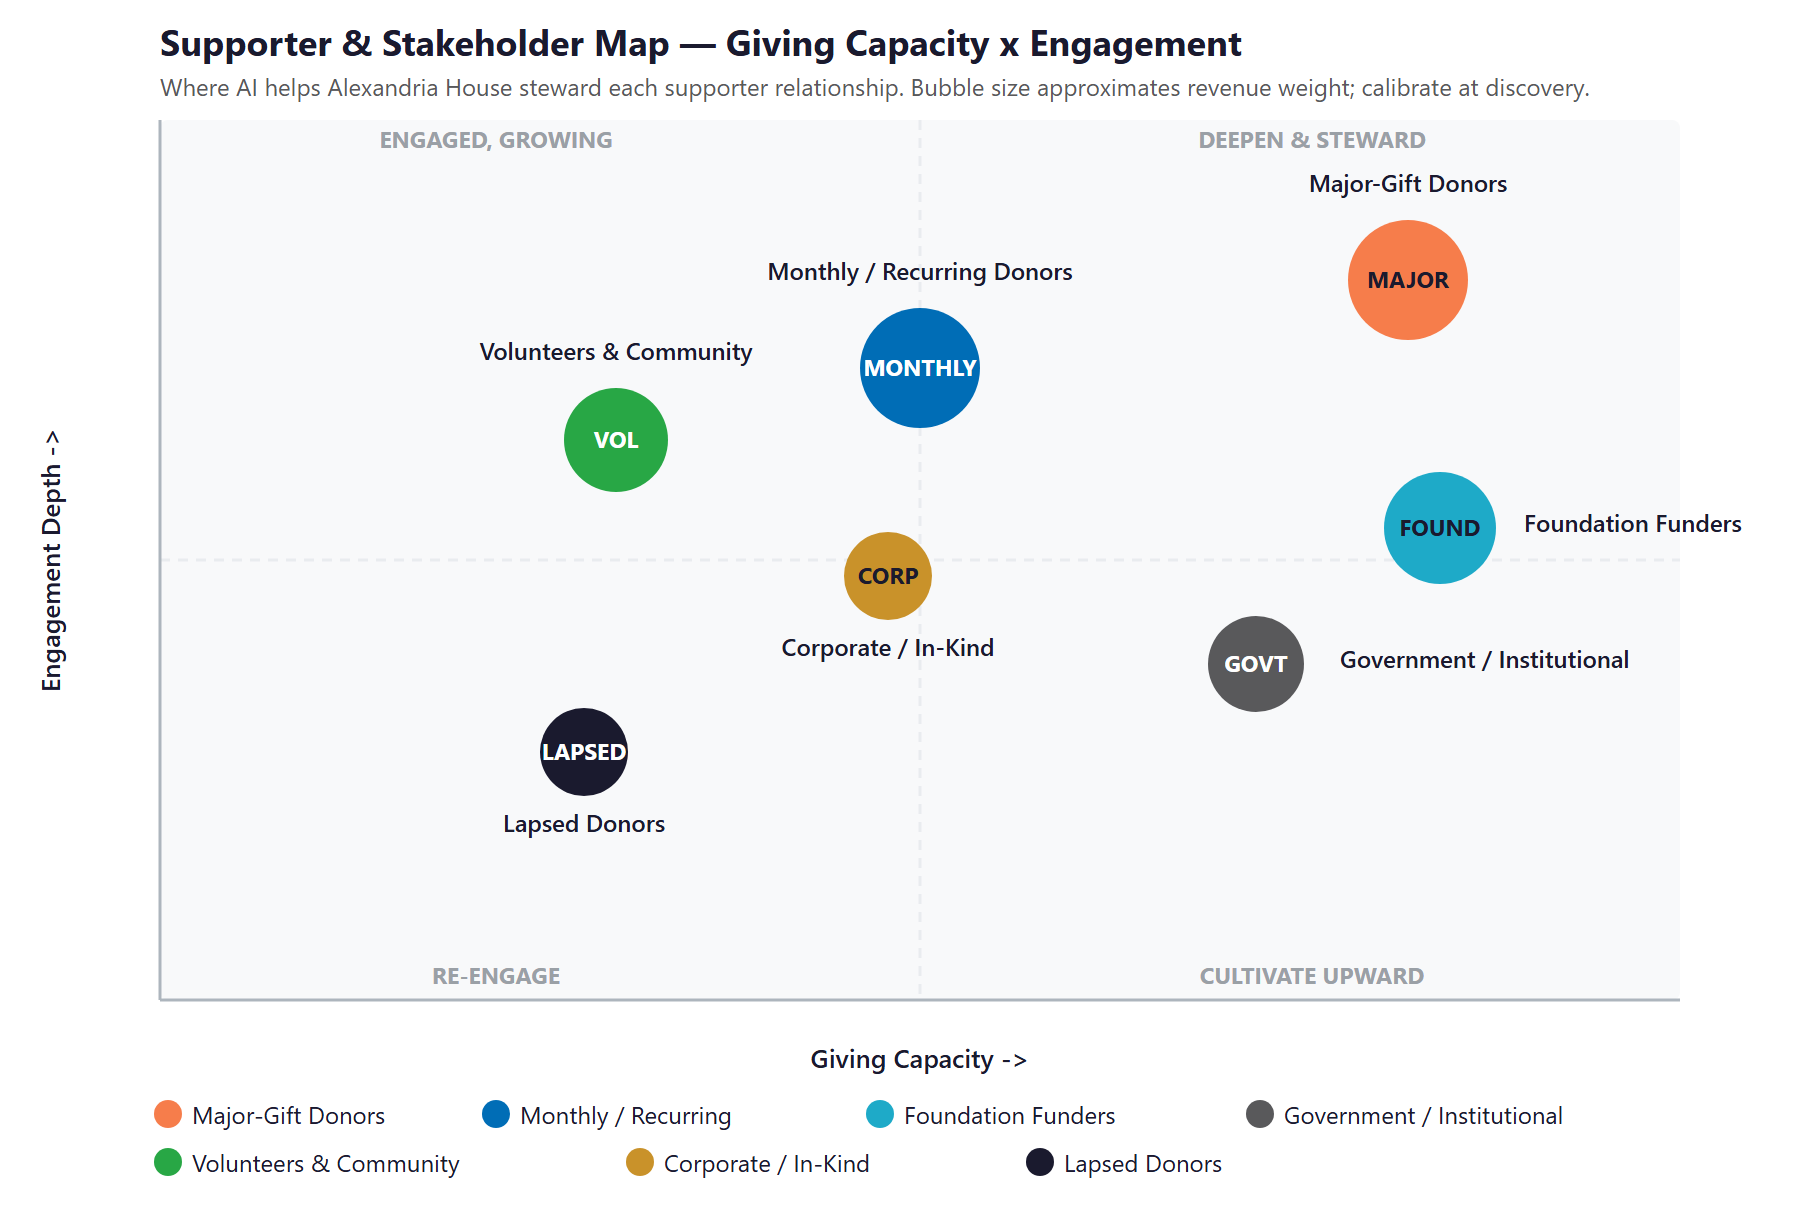 Supporter & Stakeholder Map — Giving Capacity x Engagement
Where AI helps Alexandria House steward each supporter relationship. Bubble size approximates revenue weight; calibrate at discovery.
ENGAGED, GROWING
DEEPEN & STEWARD
Major-Gift Donors
MAJOR
Monthly / Recurring Donors
MONTHLY
Volunteers & Community
VOL
FOUND
Foundation Funders
CORP
Corporate / In-Kind
GOVT
Government / Institutional
LAPSED
Lapsed Donors
RE-ENGAGE
CULTIVATE UPWARD
Engagement Depth ->
Giving Capacity ->
Major-Gift Donors
Monthly / Recurring
Foundation Funders
Government / Institutional
Volunteers & Community
Corporate / In-Kind
Lapsed Donors